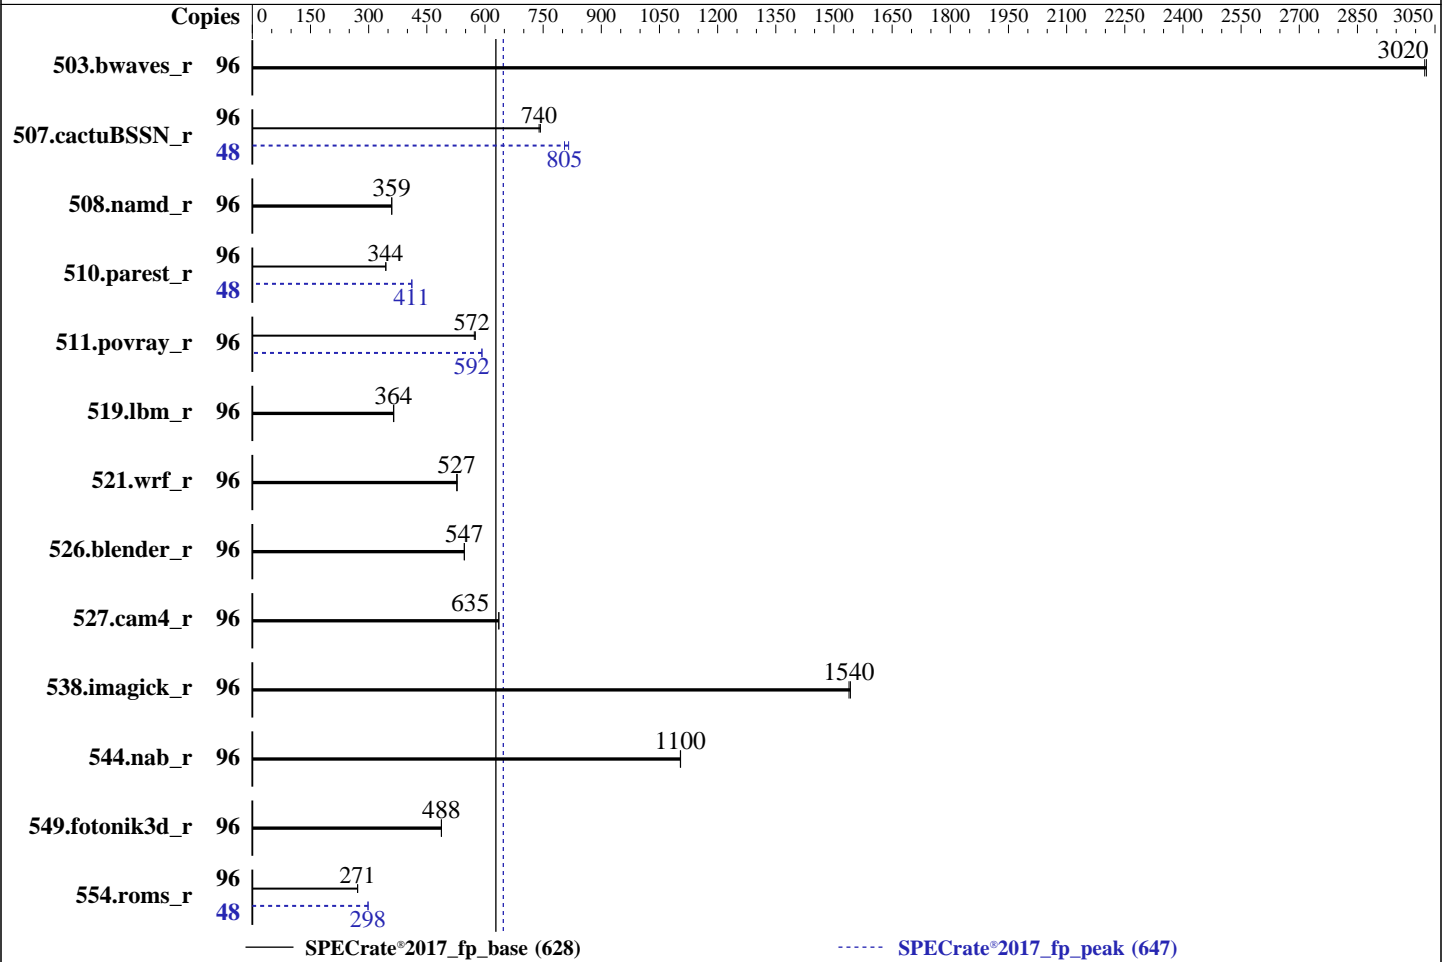 Copies 0 150 300 450 600 750 900 1050 1200 1350 1500 1650 1800 1950 2100 2250 2400 2550 2700 2850 3050
503.bwaves_r 96 3020
507.cactuBSSN_r 96 740
48 805
508.namd_r 96 359
510.parest_r 96 344
48 411
511.povray_r 96 572
592
519.lbm_r 96 364
521.wrf_r 96 527
526.blender_r 96 547
527.cam4_r 96 635
538.imagick_r 96 1540
544.nab_r 96 1100
549.fotonik3d_r 96 488
554.roms_r 96 271
48 298
SPECrate®2017_fp_base (628) SPECrate®2017_fp_peak (647)